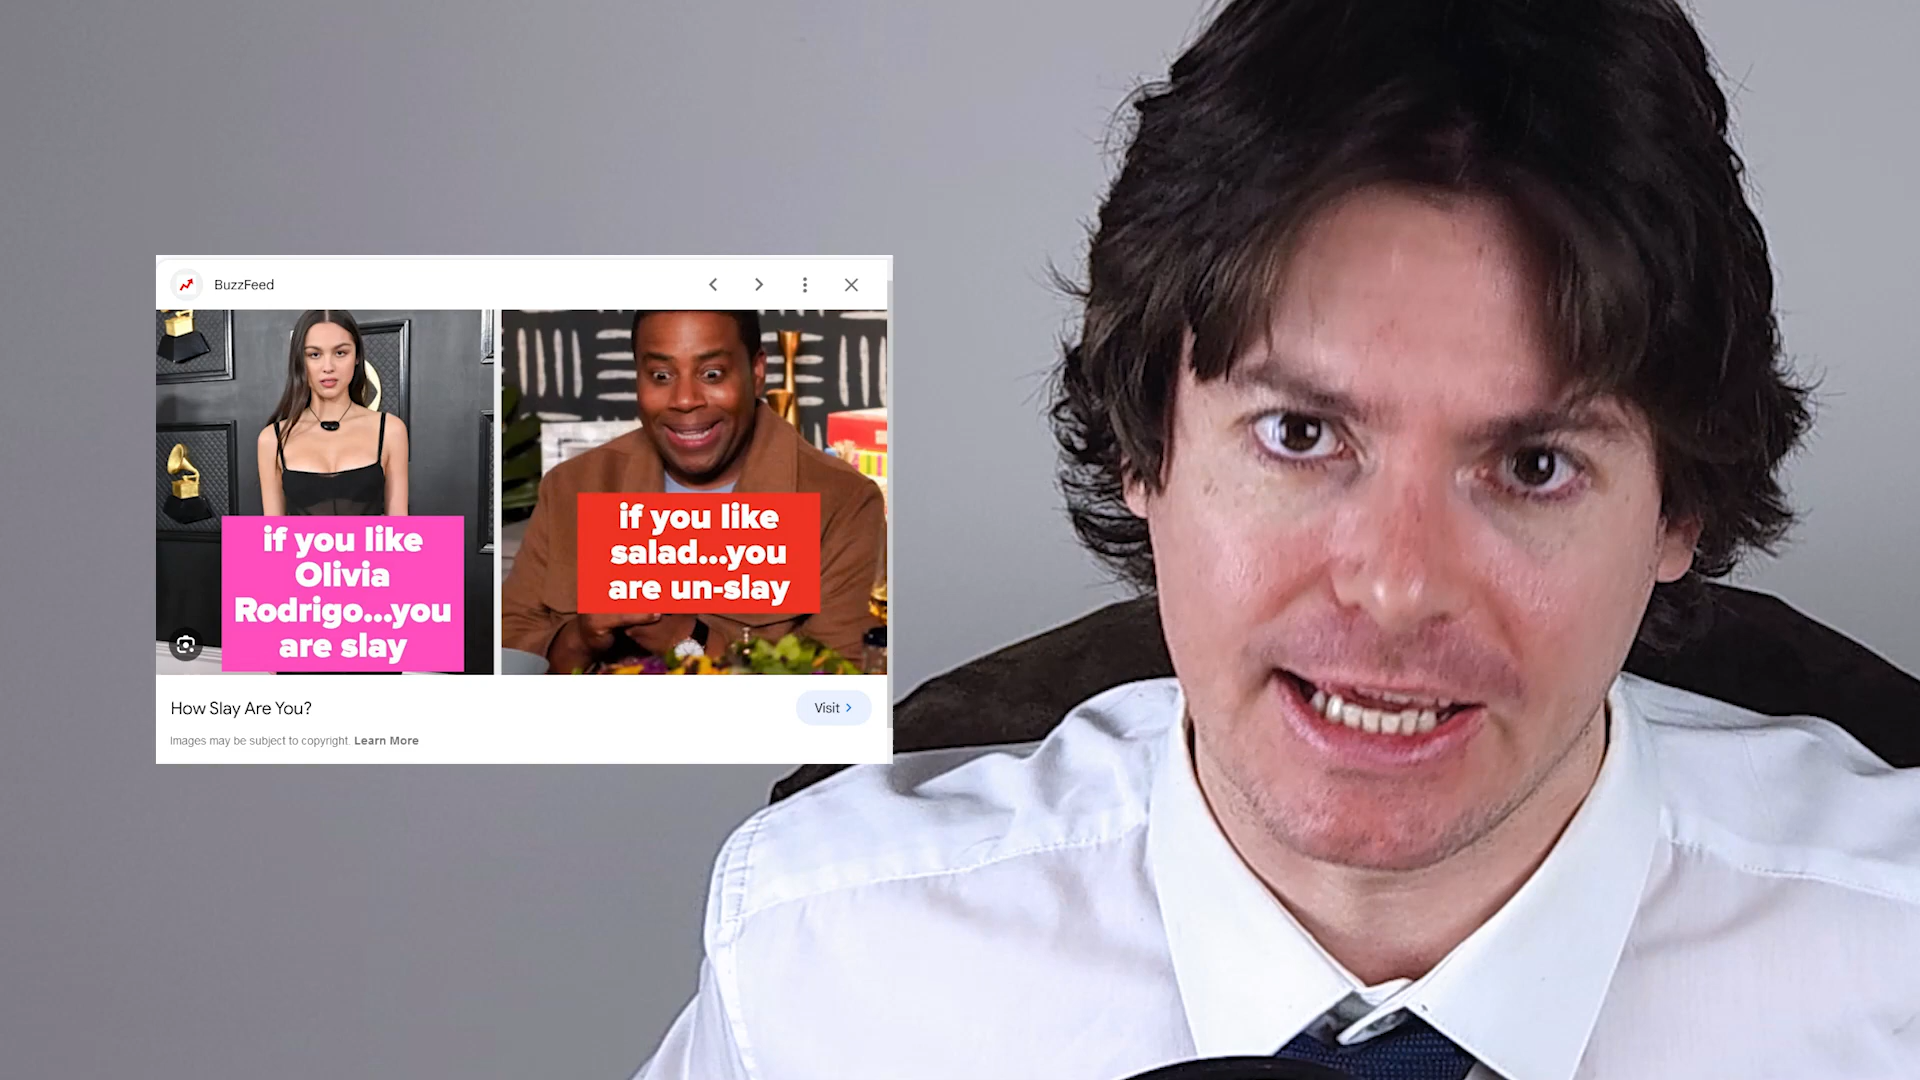 BuzzFeed
if you like
Olivia
Rodrigo...you
are slay
if you like
salad...you
are un-slay
How Slay Are You?
Visit
Images may be subject to copyright. Learn More